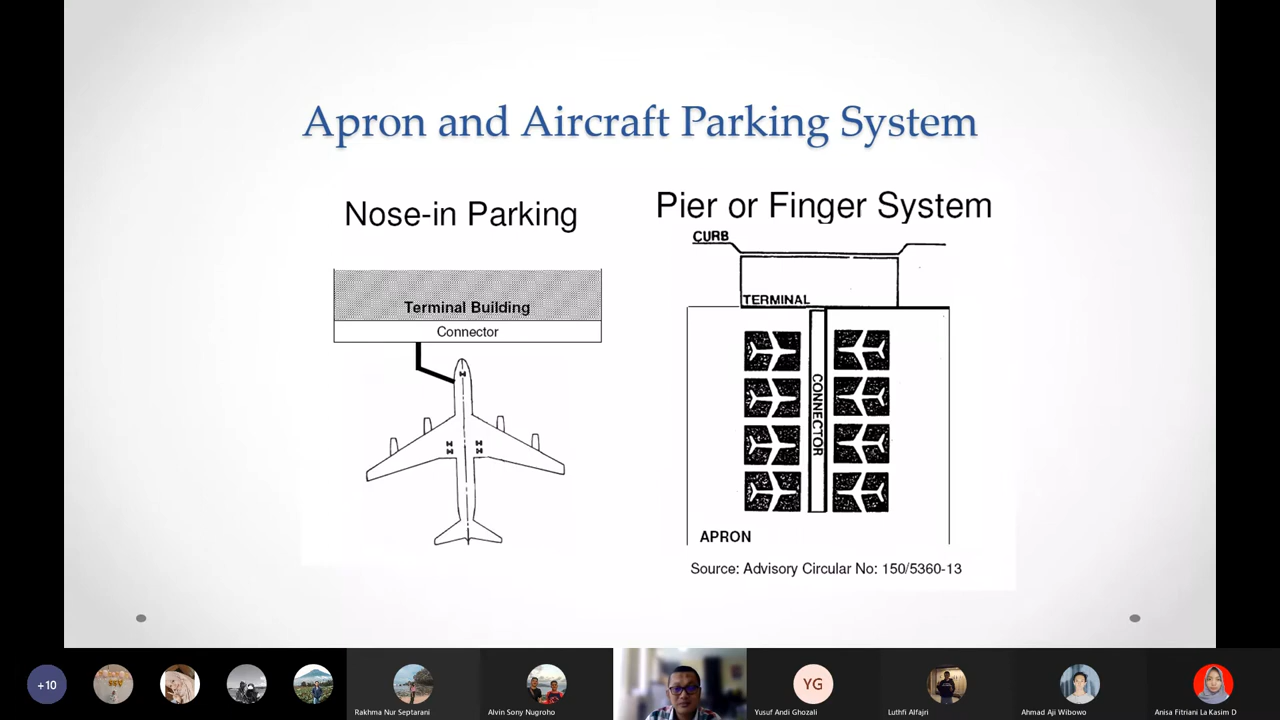 Apron and Aircraft Parking System
Nose-in Parking
Terminal Building
Connector
Pier or Finger System
CURB
TERMINAL
CONNECTOR
APRON
Source: Advisory Circular No: 150/5360-13
+10
Rakhma Nur Septarani
Alvin Sony Nugroho
YG
Yusuf Andi Ghozali
Luthfi Alfajri
Ahmad Aji Wibowo
Anisa Fitriani La Kasim D